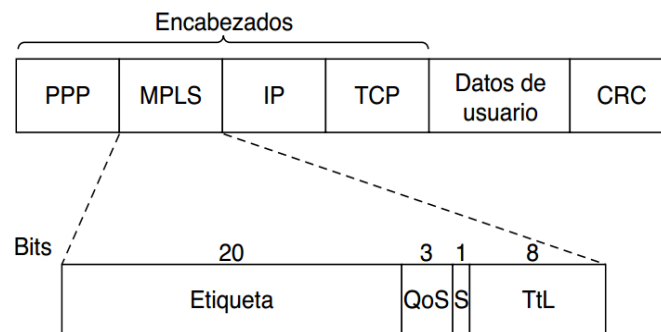 Encabezados
PPP MPLS IP TCP Datos de usuario CRC
Bits 20 3 1 8
Etiqueta QoS S TtL